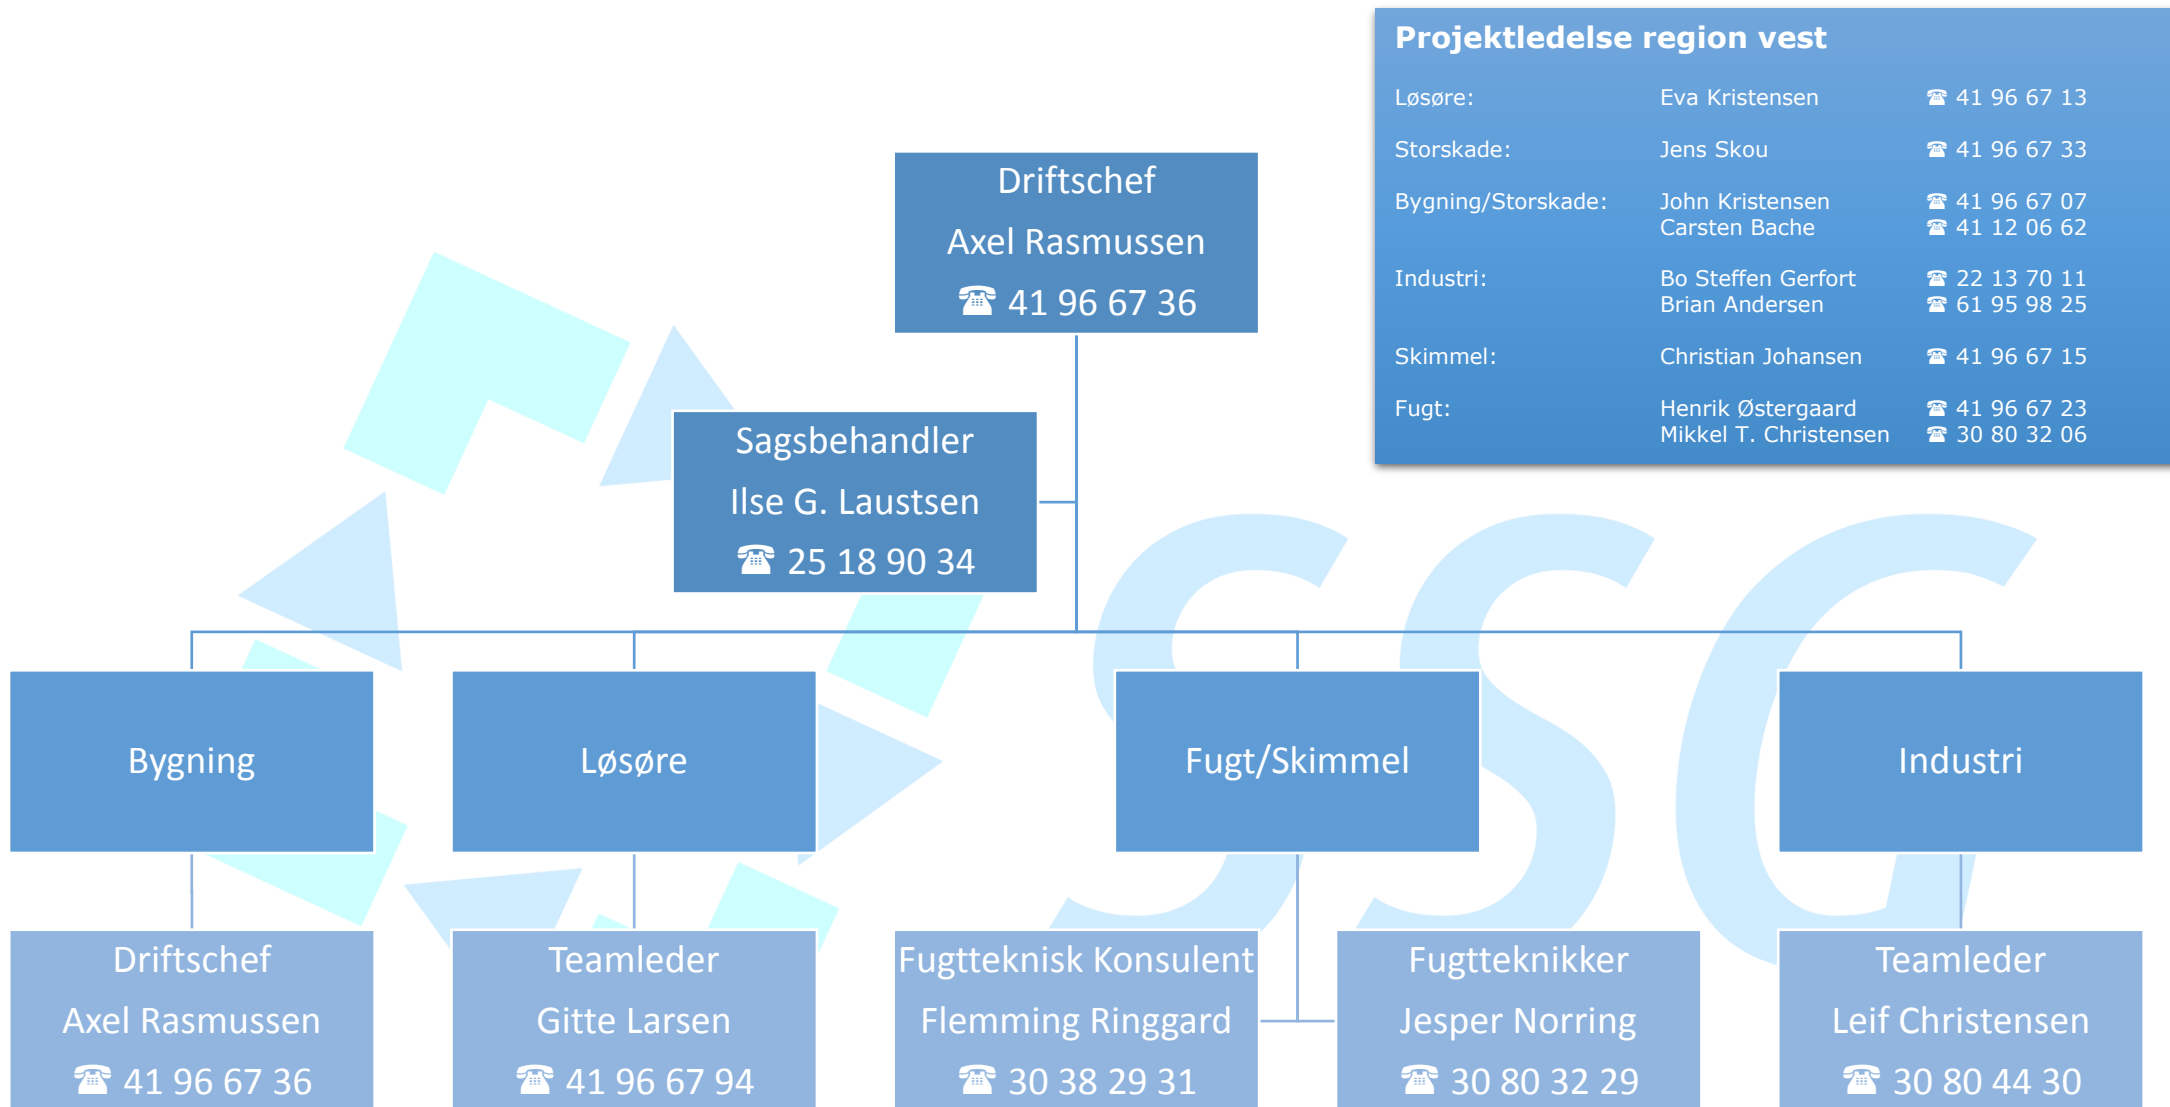 Projektledelse region vest
Løsøre: Eva Kristensen ☎ 41 96 67 13
Storskade: Jens Skou ☎ 41 96 67 33
Bygning/Storskade: John Kristensen ☎ 41 96 67 07
Carsten Bache ☎ 41 12 06 62
Industri: Bo Steffen Gerfort ☎ 22 13 70 11
Brian Andersen ☎ 61 95 98 25
Skimmel: Christian Johansen ☎ 41 96 67 15
Fugt: Henrik Østergaard ☎ 41 96 67 23
Mikkel T. Christensen ☎ 30 80 32 06
Driftschef
Axel Rasmussen
☎ 41 96 67 36
Sagsbehandler
Ilse G. Laustsen
☎ 25 18 90 34
SSG
Bygning
Løsøre
Fugt/Skimmel
Industri
Driftschef
Axel Rasmussen
☎ 41 96 67 36
Teamleder
Gitte Larsen
☎ 41 96 67 94
Fugtteknisk Konsulent
Flemming Ringgard
☎ 30 38 29 31
Fugtteknikker
Jesper Norring
☎ 30 80 32 29
Teamleder
Leif Christensen
☎ 30 80 44 30